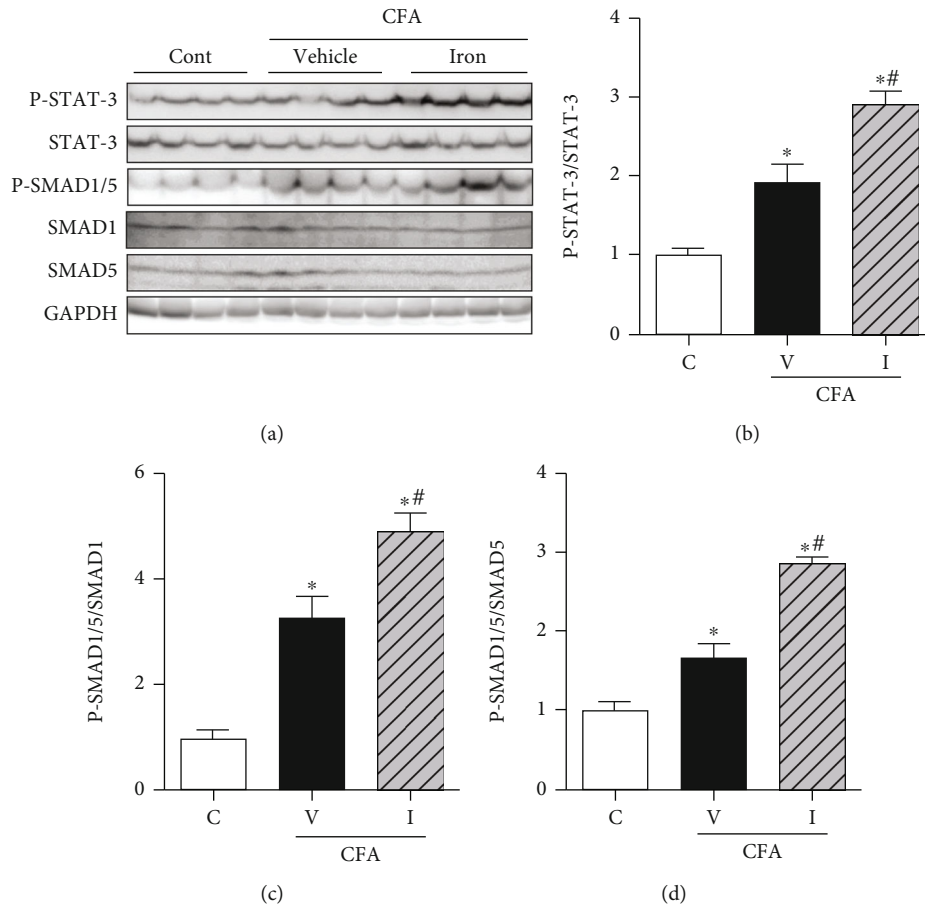 CFA
Cont Vehicle Iron
P-STAT-3
STAT-3
P-SMAD1/5
SMAD1
SMAD5
GAPDH
(a)
P-STAT-3/STAT-3
4
3
2
1
0
*
*#
C V I
CFA
(b)
P-SMAD1/5/SMAD1
6
4
2
0
*
*#
C V I
CFA
(c)
P-SMAD1/5/SMAD5
4
3
2
1
0
*
*#
C V I
CFA
(d)